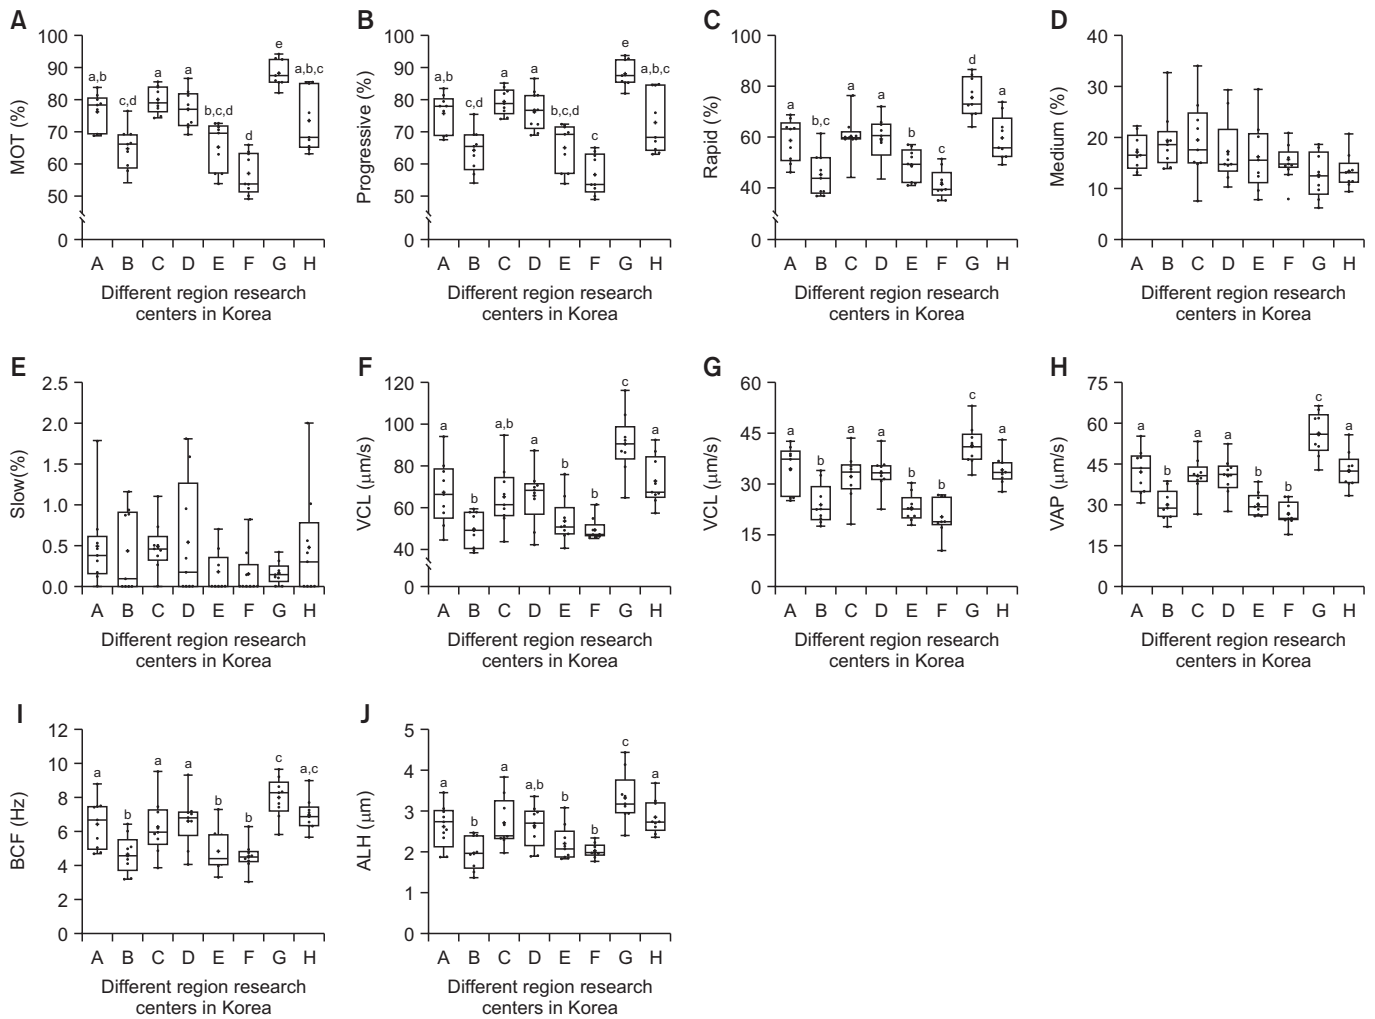 A
MOT (%)
100
90
80
70
60
50
0
a,b
c,d
a
a
b,c,d
d
e
a,b,c
A B C D E F G H
Different region research
centers in Korea
B
Progressive (%)
100
90
80
70
60
50
0
a,b
c,d
a
a
b,c,d
c
e
a,b,c
A B C D E F G H
Different region research
centers in Korea
C
Rapid (%)
100
80
60
40
0
a
b,c
a
a
b
c
d
a
A B C D E F G H
Different region research
centers in Korea
D
Medium (%)
40
30
20
10
0
A B C D E F G H
Different region research
centers in Korea
E
Slow(%)
2.5
2.0
1.5
1.0
0.5
0.0
A B C D E F G H
Different region research
centers in Korea
F
VCL (μm/s)
120
100
80
60
40
0
a
b
a,b
a
b
b
c
a
A B C D E F G H
Different region research
centers in Korea
G
VCL (μm/s)
60
45
30
15
0
a
b
a
a
b
b
c
a
A B C D E F G H
Different region research
centers in Korea
H
VAP (μm/s)
75
60
45
30
15
0
a
b
a
a
b
b
c
a
A B C D E F G H
Different region research
centers in Korea
I
BCF (Hz)
12
10
8
6
4
2
0
a
b
a
a
b
b
c
a,c
A B C D E F G H
Different region research
centers in Korea
J
ALH (μm)
5
4
3
2
1
0
a
b
a
a,b
b
b
c
a
A B C D E F G H
Different region research
centers in Korea